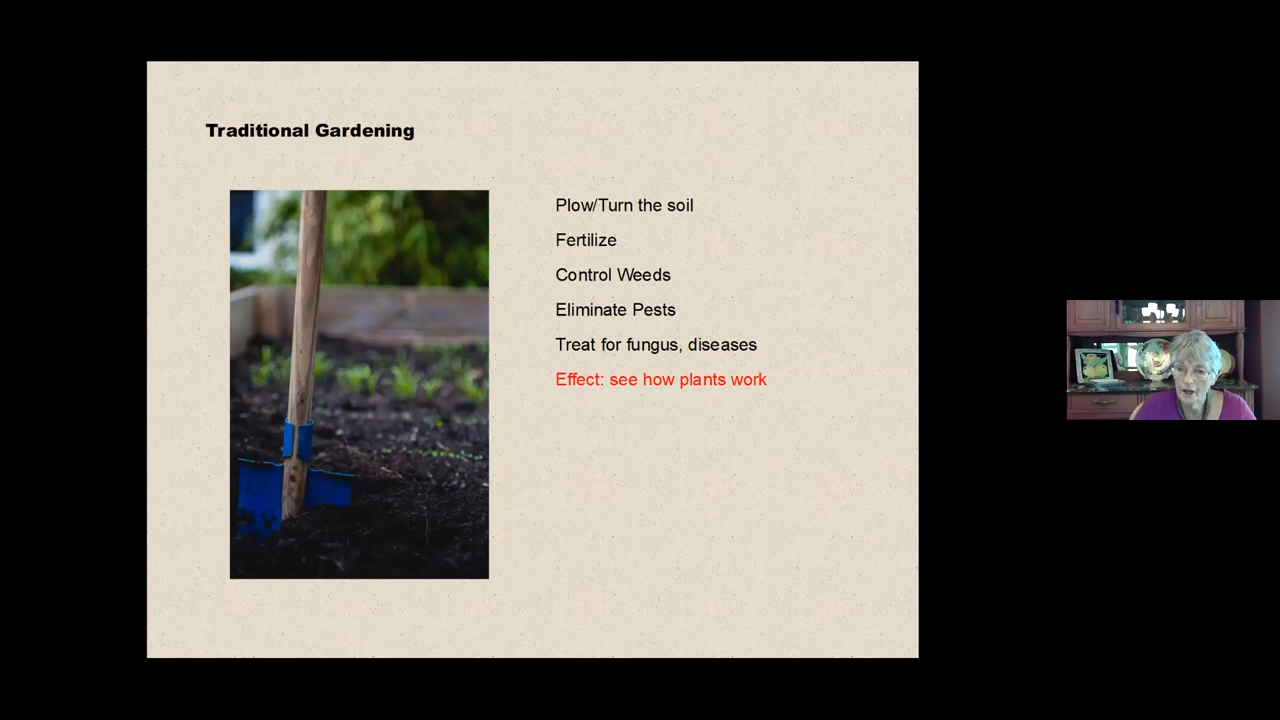 Traditional Gardening
Plow/Turn the soil
Fertilize
Control Weeds
Eliminate Pests
Treat for fungus, diseases
Effect: see how plants work